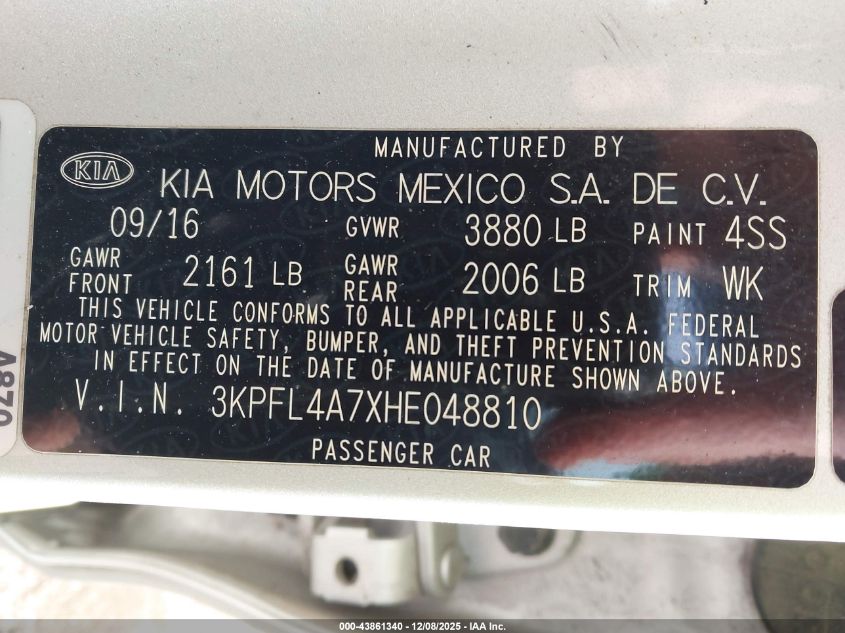 MANUFACTURED BY
KIA KIA MOTORS MEXICO S.A. DE C.V.
09/16 GVWR 3880 LB PAINT 4SS
GAWR FRONT 2161 LB GAWR REAR 2006 LB TRIM WK
THIS VEHICLE CONFORMS TO ALL APPLICABLE U.S.A. FEDERAL
MOTOR VEHICLE SAFETY, BUMPER, AND THEFT PREVENTION STANDARDS
IN EFFECT ON THE DATE OF MANUFACTURE SHOWN ABOVE.
V.I.N. 3KPFL4A7XHE048810
PASSENGER CAR
000-43861340 - 12/08/2025 - IAA Inc.